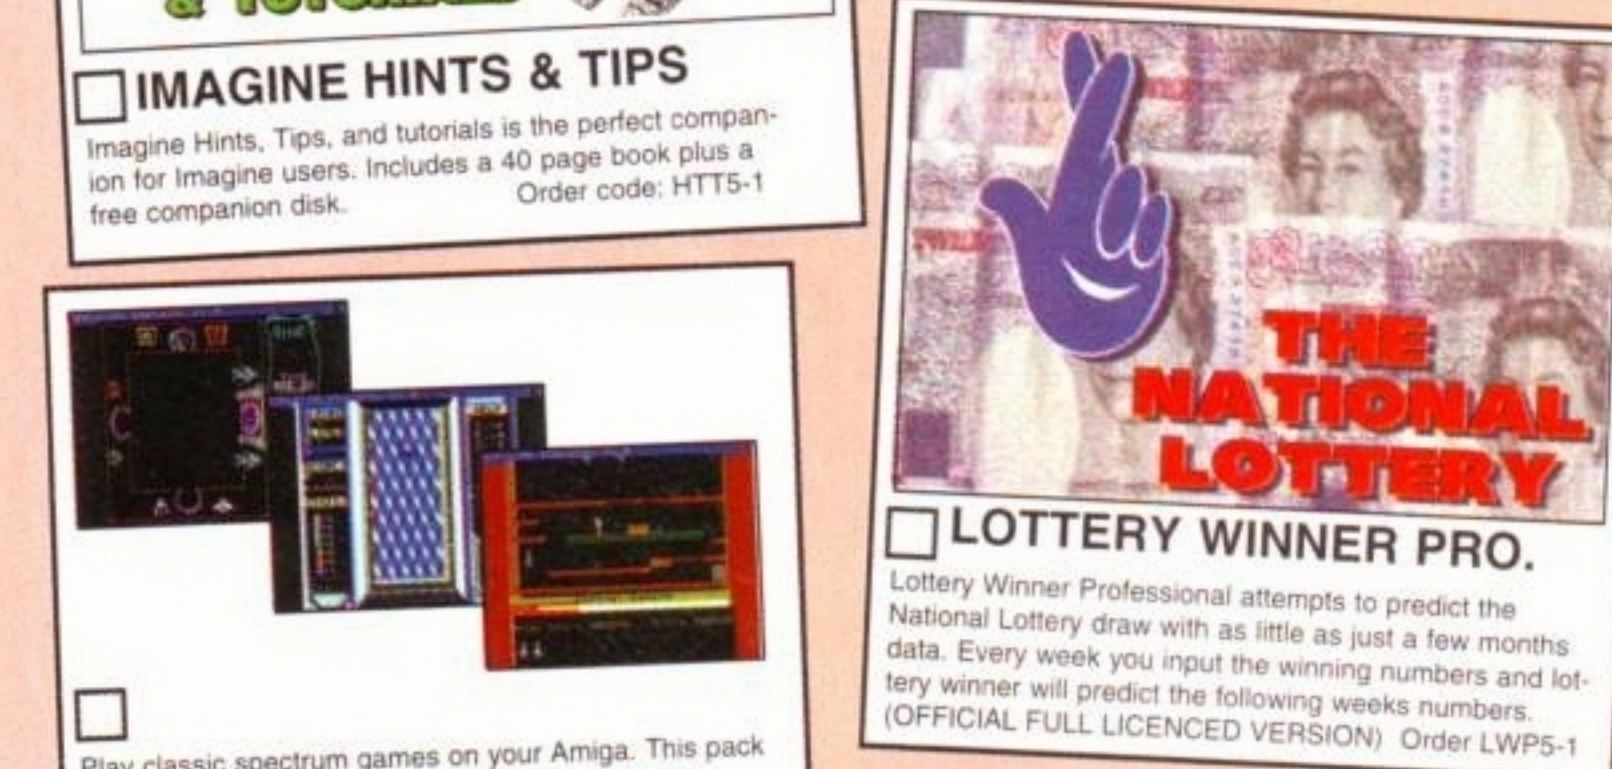 & TUTORIALS
IMAGINE HINTS & TIPS
Imagine Hints, Tips, and tutorials is the perfect compan-
ion for Imagine users. Includes a 40 page book plus a
free companion disk. Order code: HTT5-1
Play classic spectrum games on your Amiga. This pack
THE
NATIONAL
LOTTERY
LOTTERY WINNER PRO.
Lottery Winner Professional attempts to predict the
National Lottery draw with as little as just a few months
data. Every week you input the winning numbers and lot-
tery winner will predict the following weeks numbers.
(OFFICIAL FULL LICENCED VERSION) Order LWP5-1